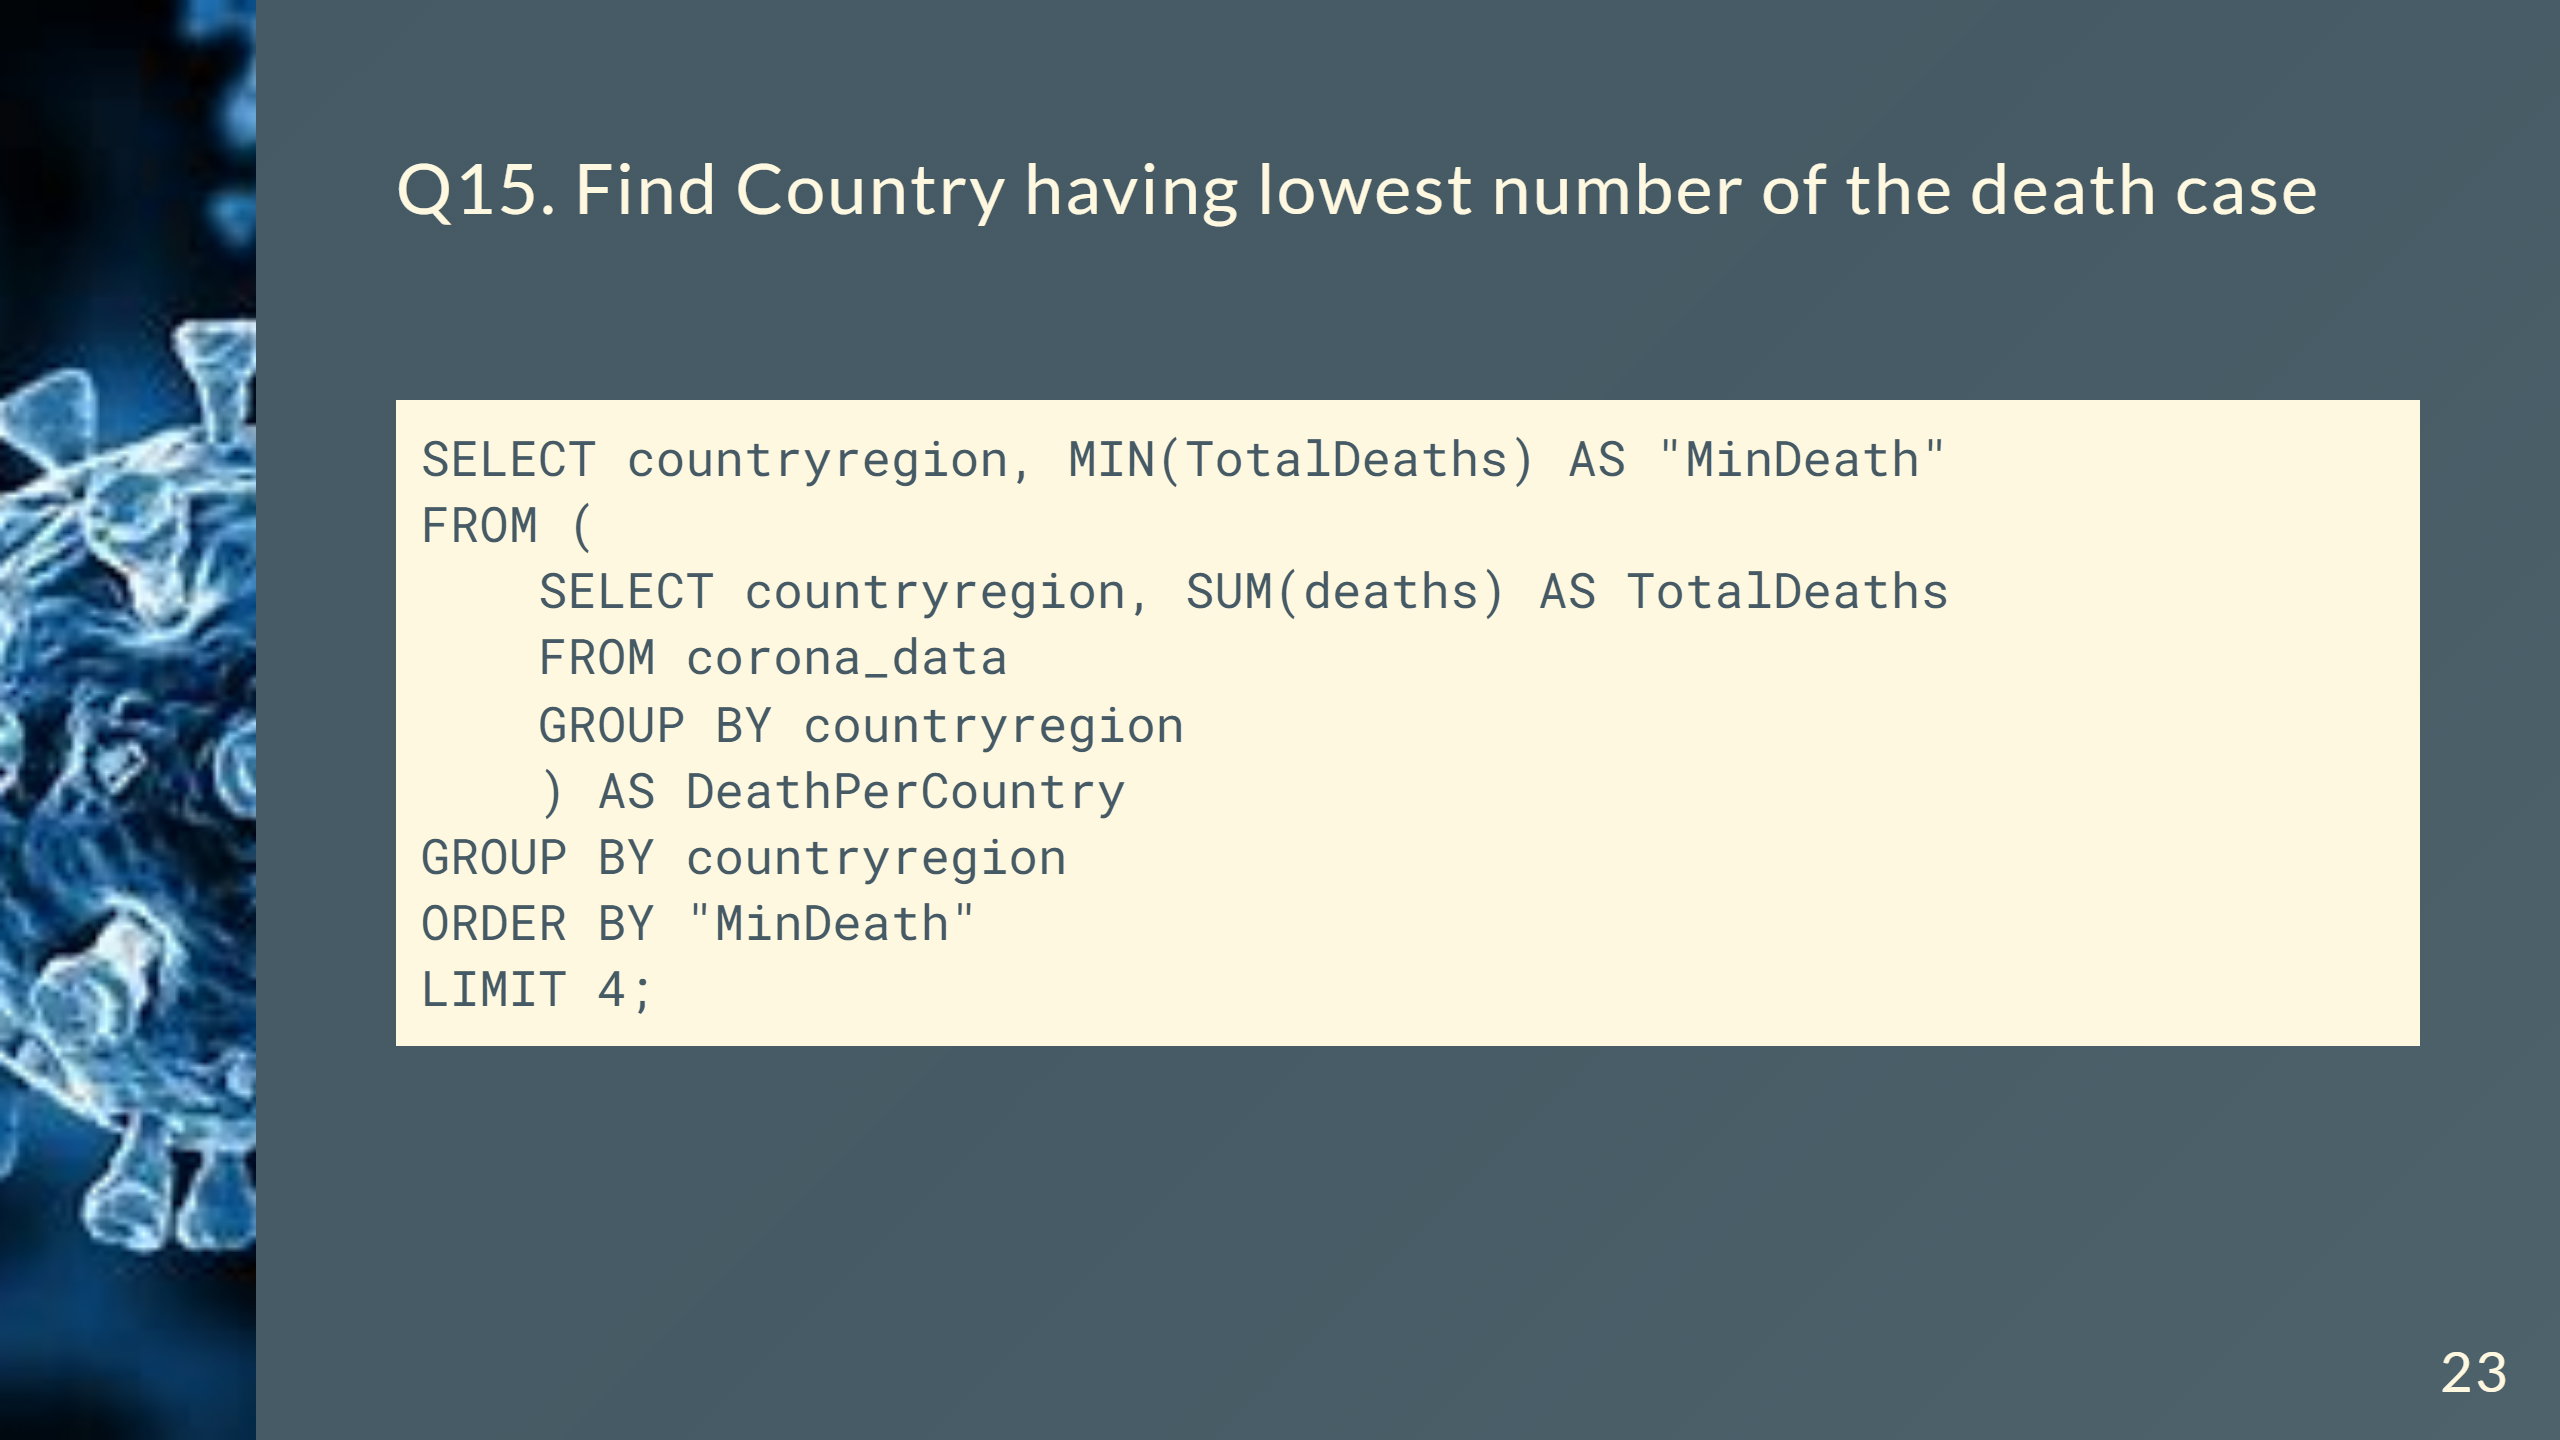 Q15. Find Country having lowest number of the death case
SELECT countryregion, MIN(TotalDeaths) AS "MinDeath"
FROM (
    SELECT countryregion, SUM(deaths) AS TotalDeaths
    FROM corona_data
    GROUP BY countryregion
    ) AS DeathPerCountry
GROUP BY countryregion
ORDER BY "MinDeath"
LIMIT 4;
23